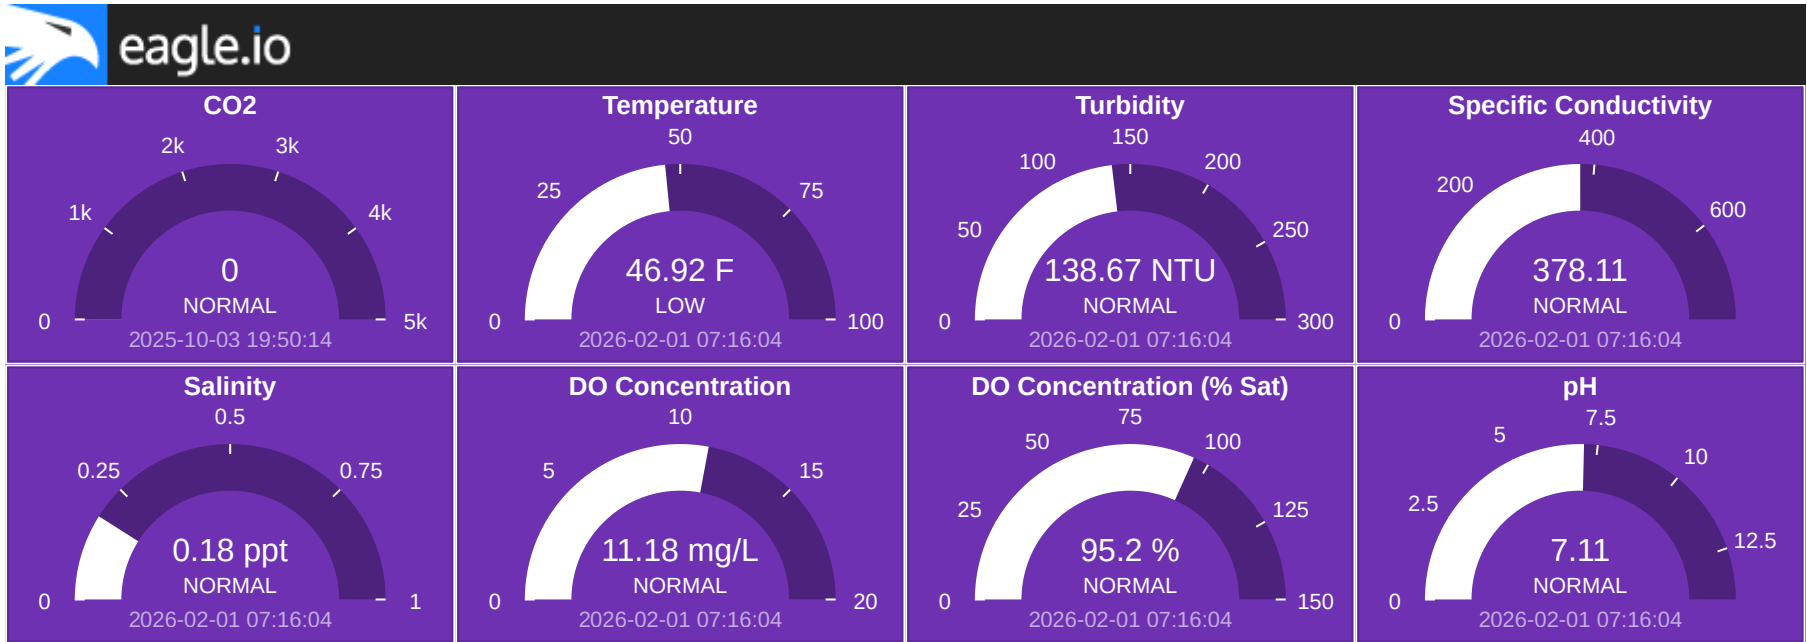 eagle.io
CO2
2k
3k
1k
4k
0
NORMAL
0
5k
2025-10-03 19:50:14
Temperature
50
25
75
46.92 F
LOW
0
100
2026-02-01 07:16:04
Turbidity
150
100
200
50
250
138.67 NTU
NORMAL
0
300
2026-02-01 07:16:04
Specific Conductivity
400
200
600
378.11
NORMAL
0
2026-02-01 07:16:04
Salinity
0.5
0.25
0.75
0.18 ppt
NORMAL
0
1
2026-02-01 07:16:04
DO Concentration
10
5
15
11.18 mg/L
NORMAL
0
20
2026-02-01 07:16:04
DO Concentration (% Sat)
75
50
100
25
125
95.2 %
NORMAL
0
150
2026-02-01 07:16:04
pH
7.5
5
10
2.5
12.5
7.11
NORMAL
0
2026-02-01 07:16:04